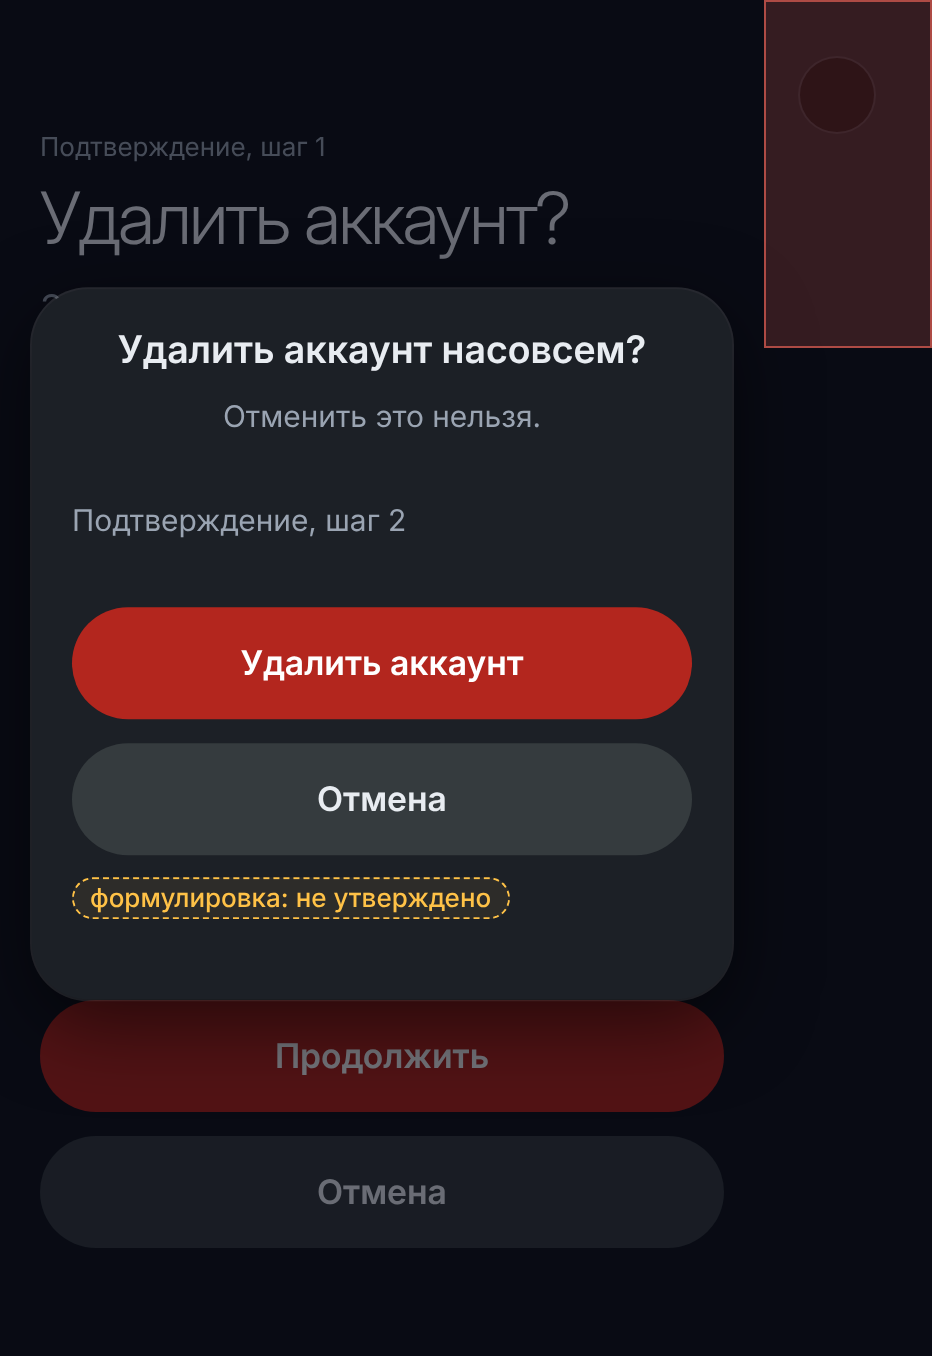 Подтверждение, шаг 1
Удалить аккаунт?
Удалить аккаунт насовсем?
Отменить это нельзя.
Подтверждение, шаг 2
Удалить аккаунт
Отмена
формулировка: не утверждено
Продолжить
Отмена